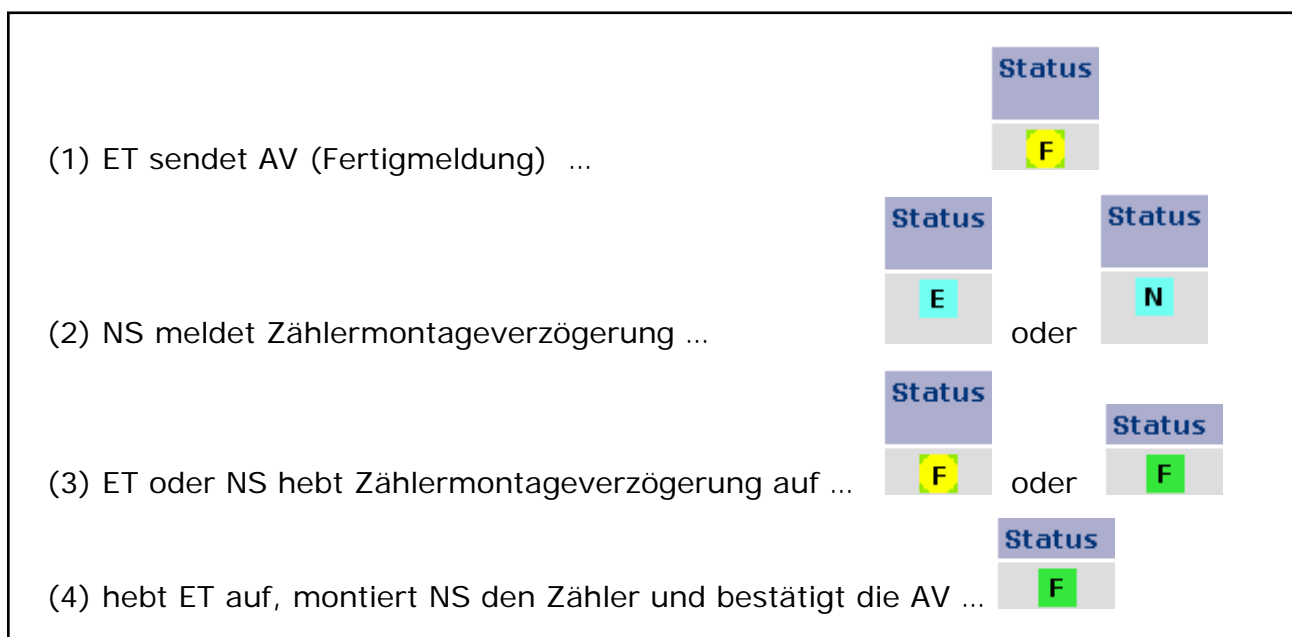 Status
(1) ET sendet AV (Fertigmeldung) ... F
Status Status
(2) NS meldet Zählermontageverzögerung ... E oder N
Status Status
(3) ET oder NS hebt Zählermontageverzögerung auf ... F oder F
Status
(4) hebt ET auf, montiert NS den Zähler und bestätigt die AV ... F